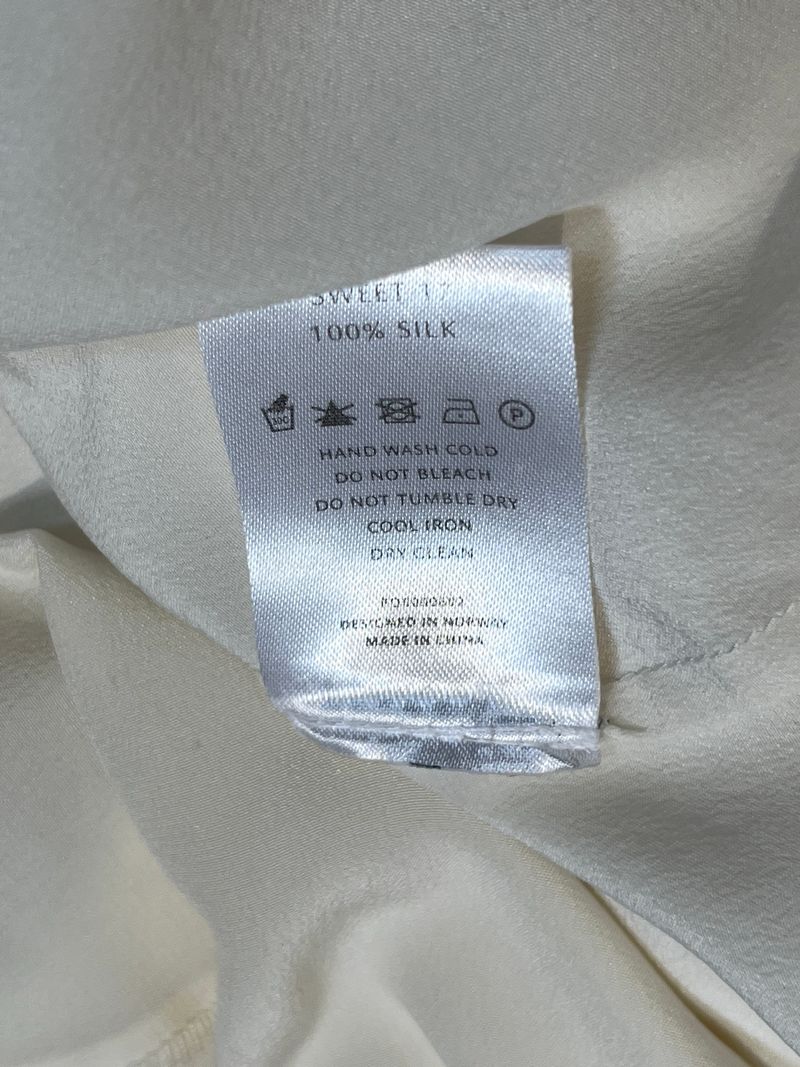 SWEET 17
100% SILK
30C P
HAND WASH COLD
DO NOT BLEACH
DO NOT TUMBLE DRY
COOL IRON
DRY CLEAN
DESIGNED IN NORWAY
MADE IN CHINA